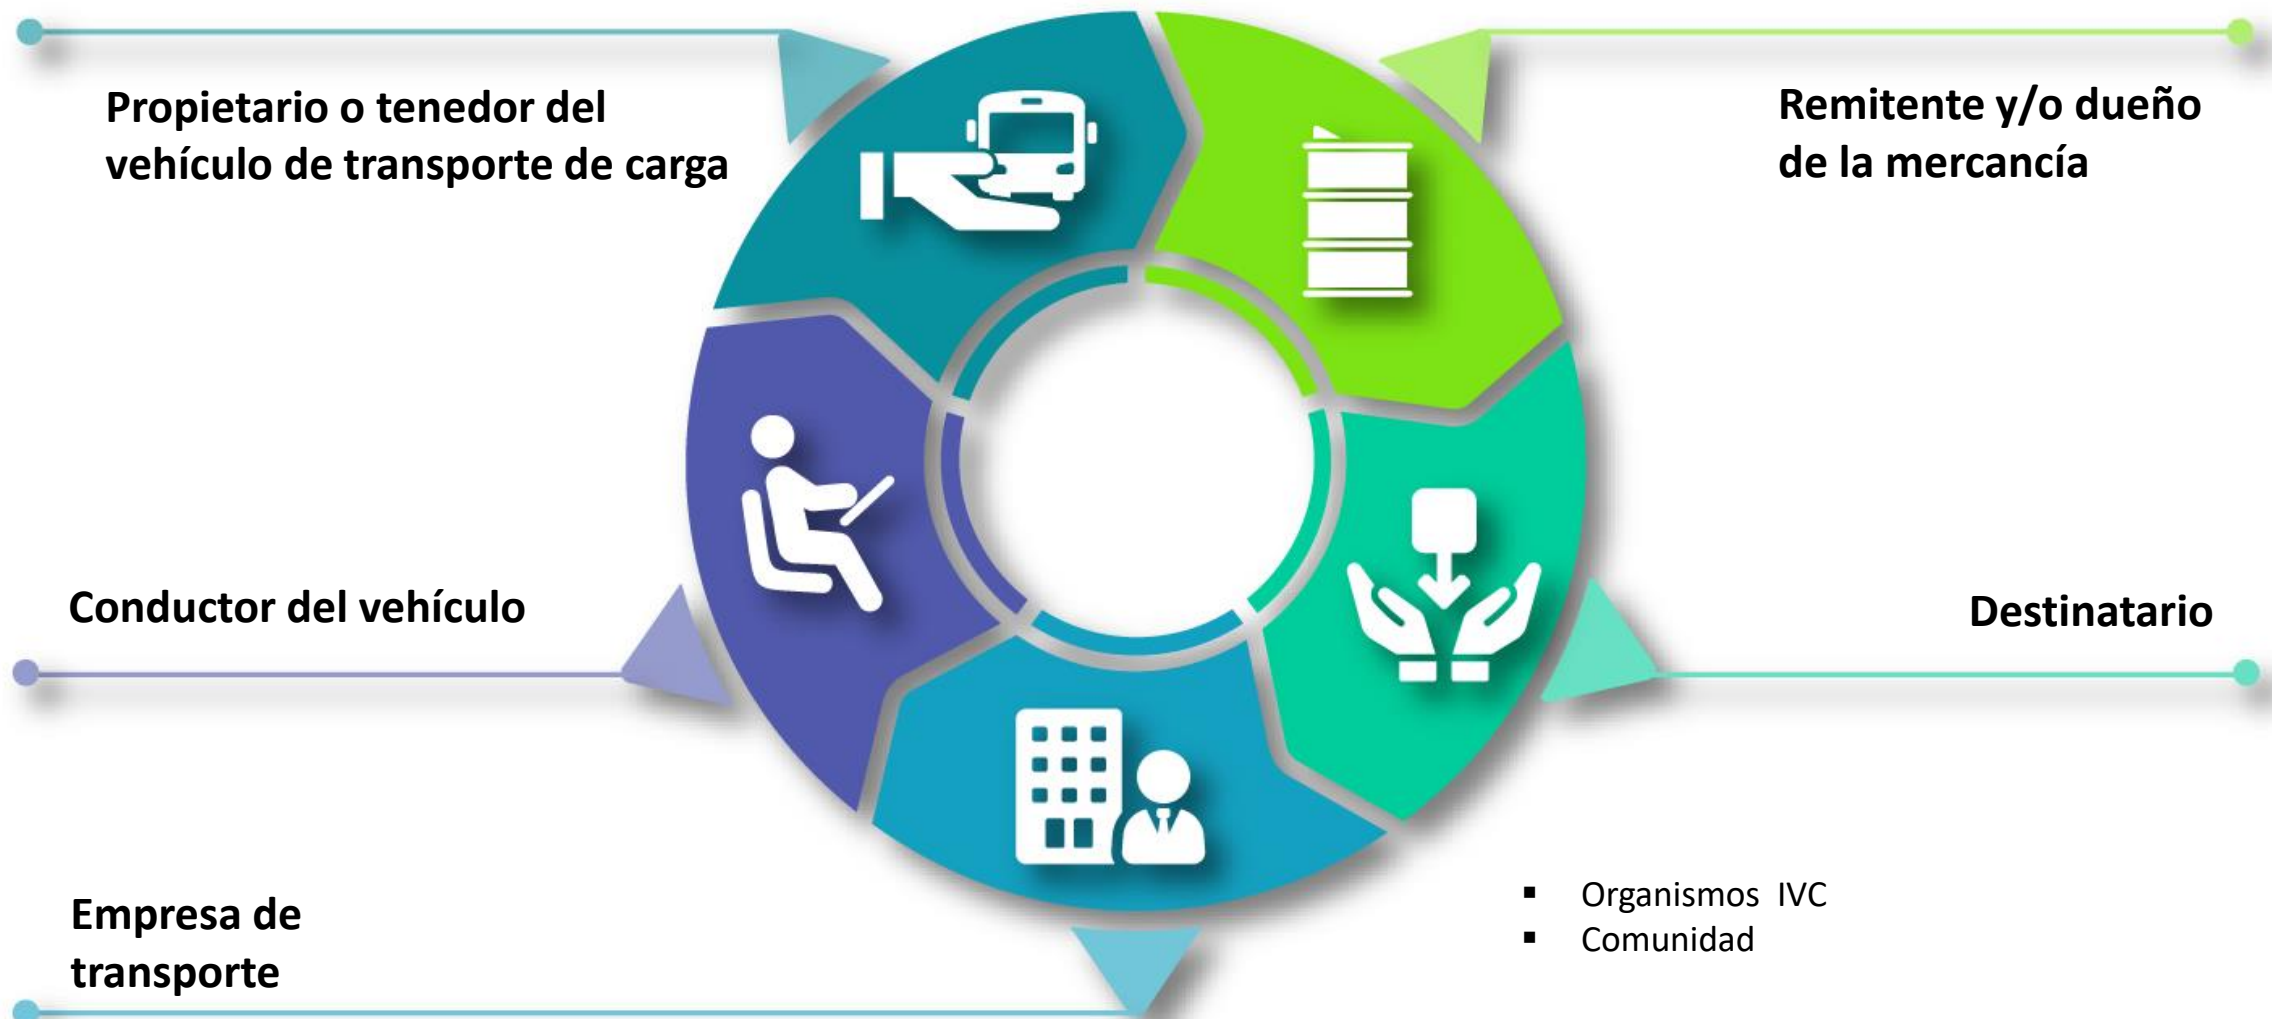 Propietario o tenedor del
vehículo de transporte de carga
Remitente y/o dueño
de la mercancía
Conductor del vehículo
Destinatario
Empresa de
transporte
▪ Organismos IVC
▪ Comunidad